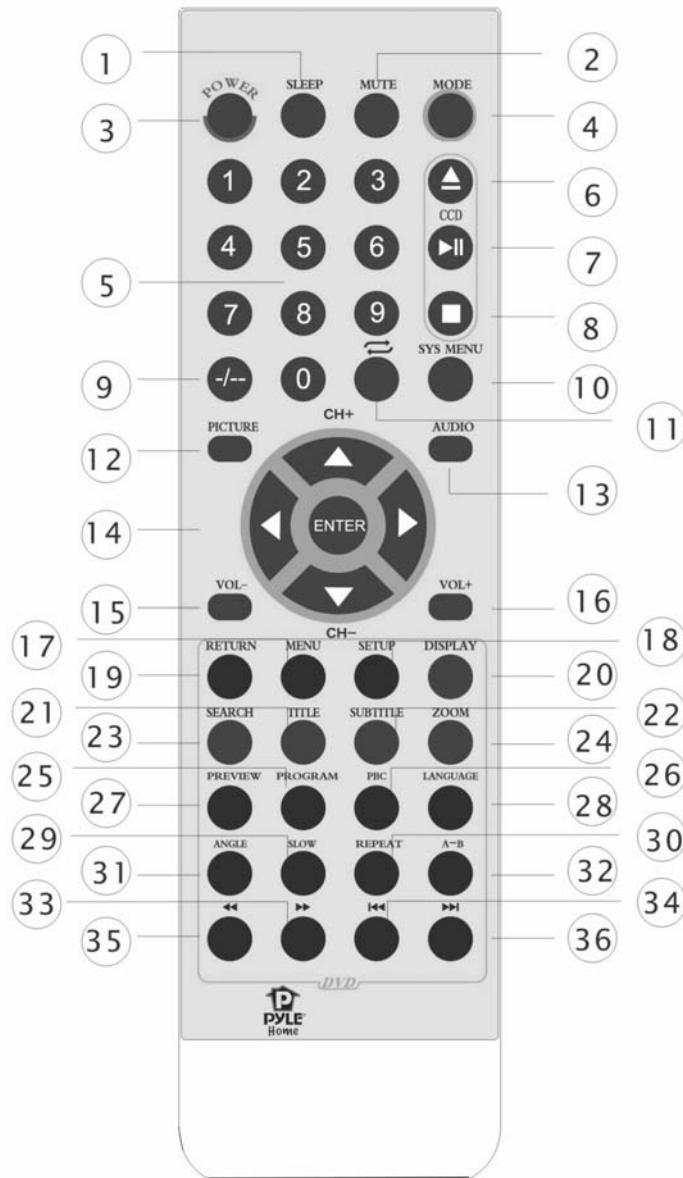 1
2
SLEEP MUTE
POWER MODE
3
4
1 2 3
6
CCD
4 5 6
7
5
7 8 9
8
SYS MENU
9
-/-- 0
10
CH+
11
PICTURE AUDIO
12
13
14
ENTER
VOL- VOL+
15
16
CH-
17
18
RETURN MENU SETUP DISPLAY
19
20
21
22
SEARCH TITLE SUBTITLE ZOOM
23
24
25
26
PREVIEW PROGRAM PBC LANGUAGE
27
28
29
30
ANGLE SLOW REPEAT A-B
31
32
33
34
35
36
DVD
P
PYLE
Home